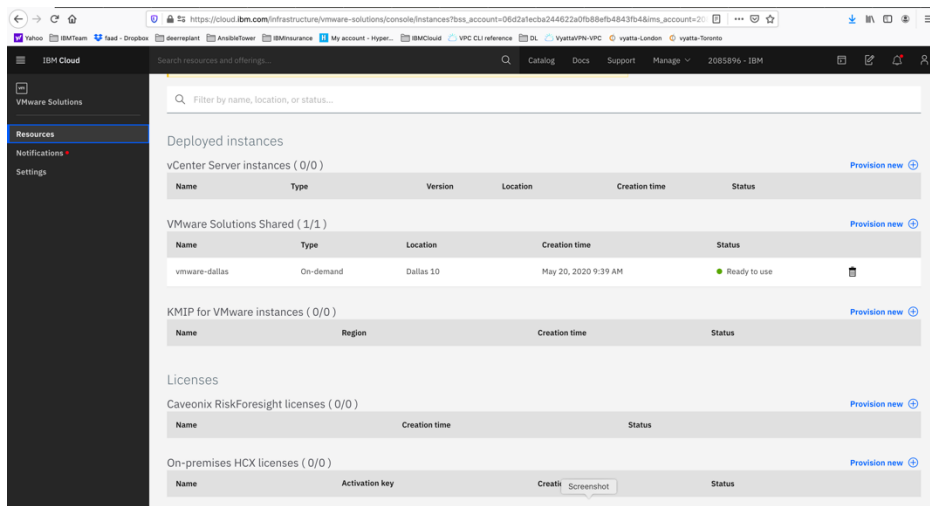 https://cloud.ibm.com/infrastructure/vmware-solutions/console/instances?bss_account=06d2a1ecba244622a0fb88efb4843fb4&ims_account=20
Yahoo IBMTeam faad - Dropbox deerreplant AnsibleTower IBMInsurance My account - Hyper... IBMClouid VPC CLI reference DL VyattaVPN-VPC vyatta-London vyatta-Toronto
IBM Cloud Search resources and offerings... Catalog Docs Support Manage 2085896 - IBM
VMware Solutions
Resources
Notifications
Settings
Filter by name, location, or status...
Deployed instances
vCenter Server instances ( 0/0 ) Provision new
Name Type Version Location Creation time Status
VMware Solutions Shared ( 1/1 ) Provision new
Name Type Location Creation time Status
vmware-dallas On-demand Dallas 10 May 20, 2020 9:39 AM Ready to use
KMIP for VMware instances ( 0/0 ) Provision new
Name Region Creation time Status
Licenses
Caveonix RiskForesight licenses ( 0/0 ) Provision new
Name Creation time Status
On-premises HCX licenses ( 0/0 ) Provision new
Name Activation key Creati Status
Screenshot